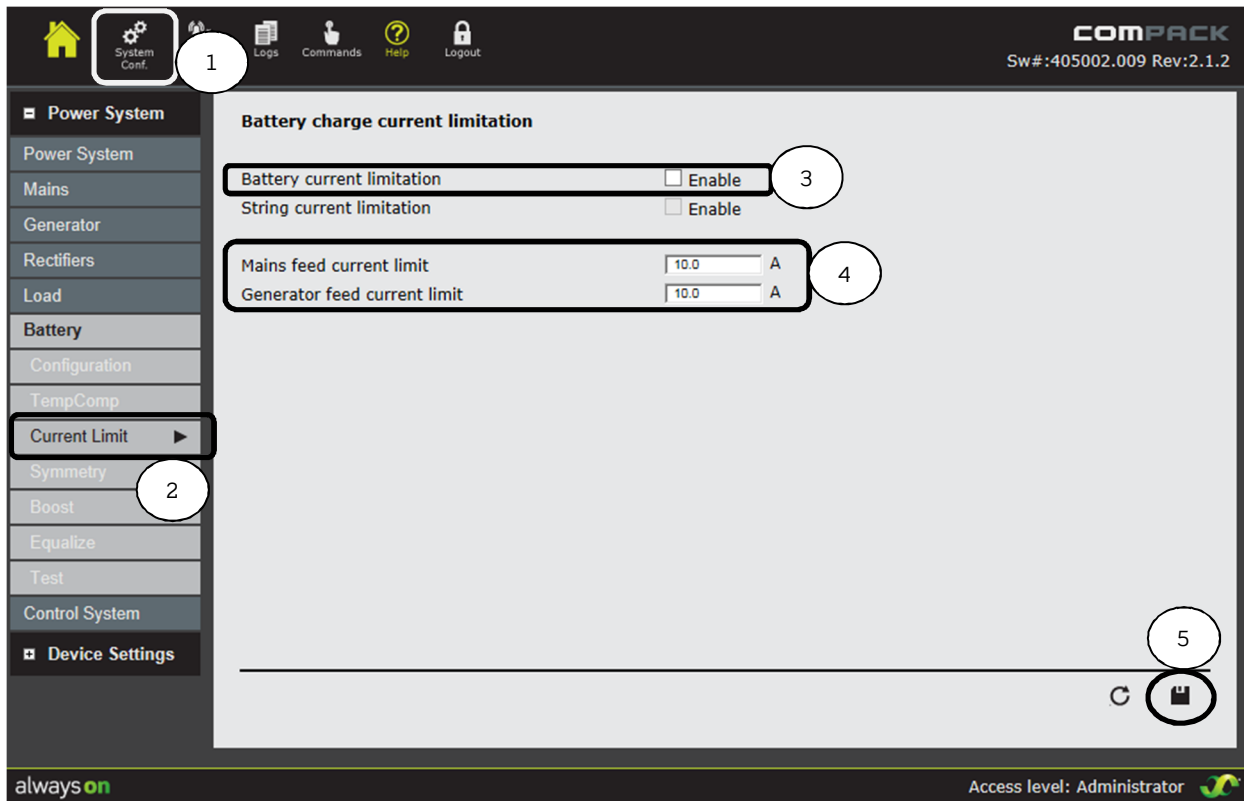 System
Conf.
Logs
Commands
Help
Logout
1
COMPACK
Sw#:405002.009 Rev:2.1.2
Power System
Power System
Mains
Generator
Rectifiers
Load
Battery
Configuration
TempComp
Current Limit
Symmetry
2
Boost
Equalize
Test
Control System
Device Settings
Battery charge current limitation
Battery current limitation Enable 3
String current limitation Enable
Mains feed current limit 10.0 A
4
Generator feed current limit 10.0 A
5
always on
Access level: Administrator